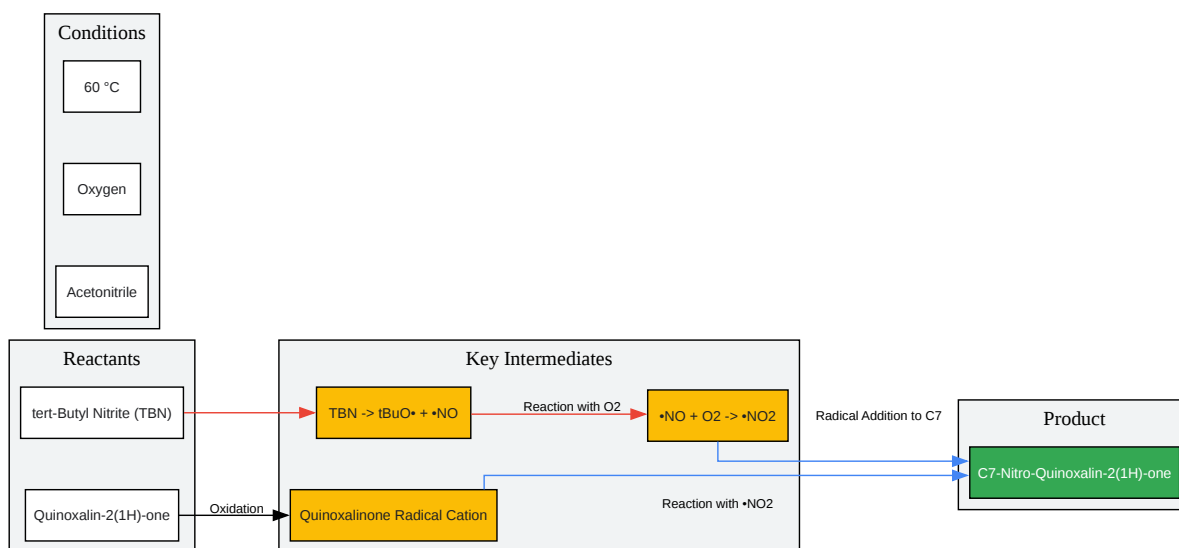 Conditions
60 °C
Oxygen
Acetonitrile
Reactants
tert-Butyl Nitrite (TBN)
Quinoxalin-2(1H)-one
Oxidation
Key Intermediates
TBN -> tBuO• + •NO
Reaction with O2
•NO + O2 -> •NO2
Quinoxalinone Radical Cation
Radical Addition to C7
Reaction with •NO2
Product
C7-Nitro-Quinoxalin-2(1H)-one